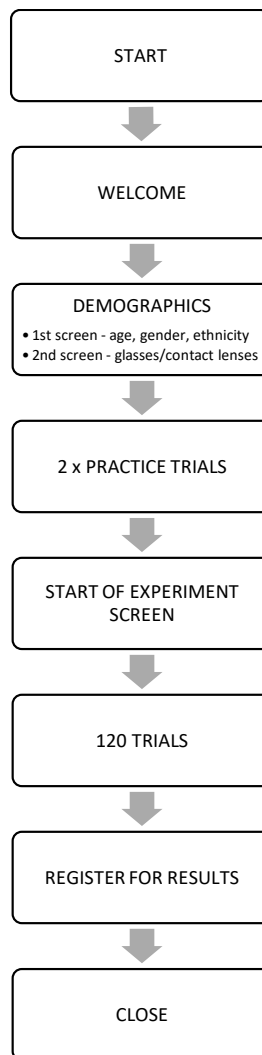 START
WELCOME
DEMOGRAPHICS
• 1st screen - age, gender, ethnicity
• 2nd screen - glasses/contact lenses
2 x PRACTICE TRIALS
START OF EXPERIMENT
SCREEN
120 TRIALS
REGISTER FOR RESULTS
CLOSE